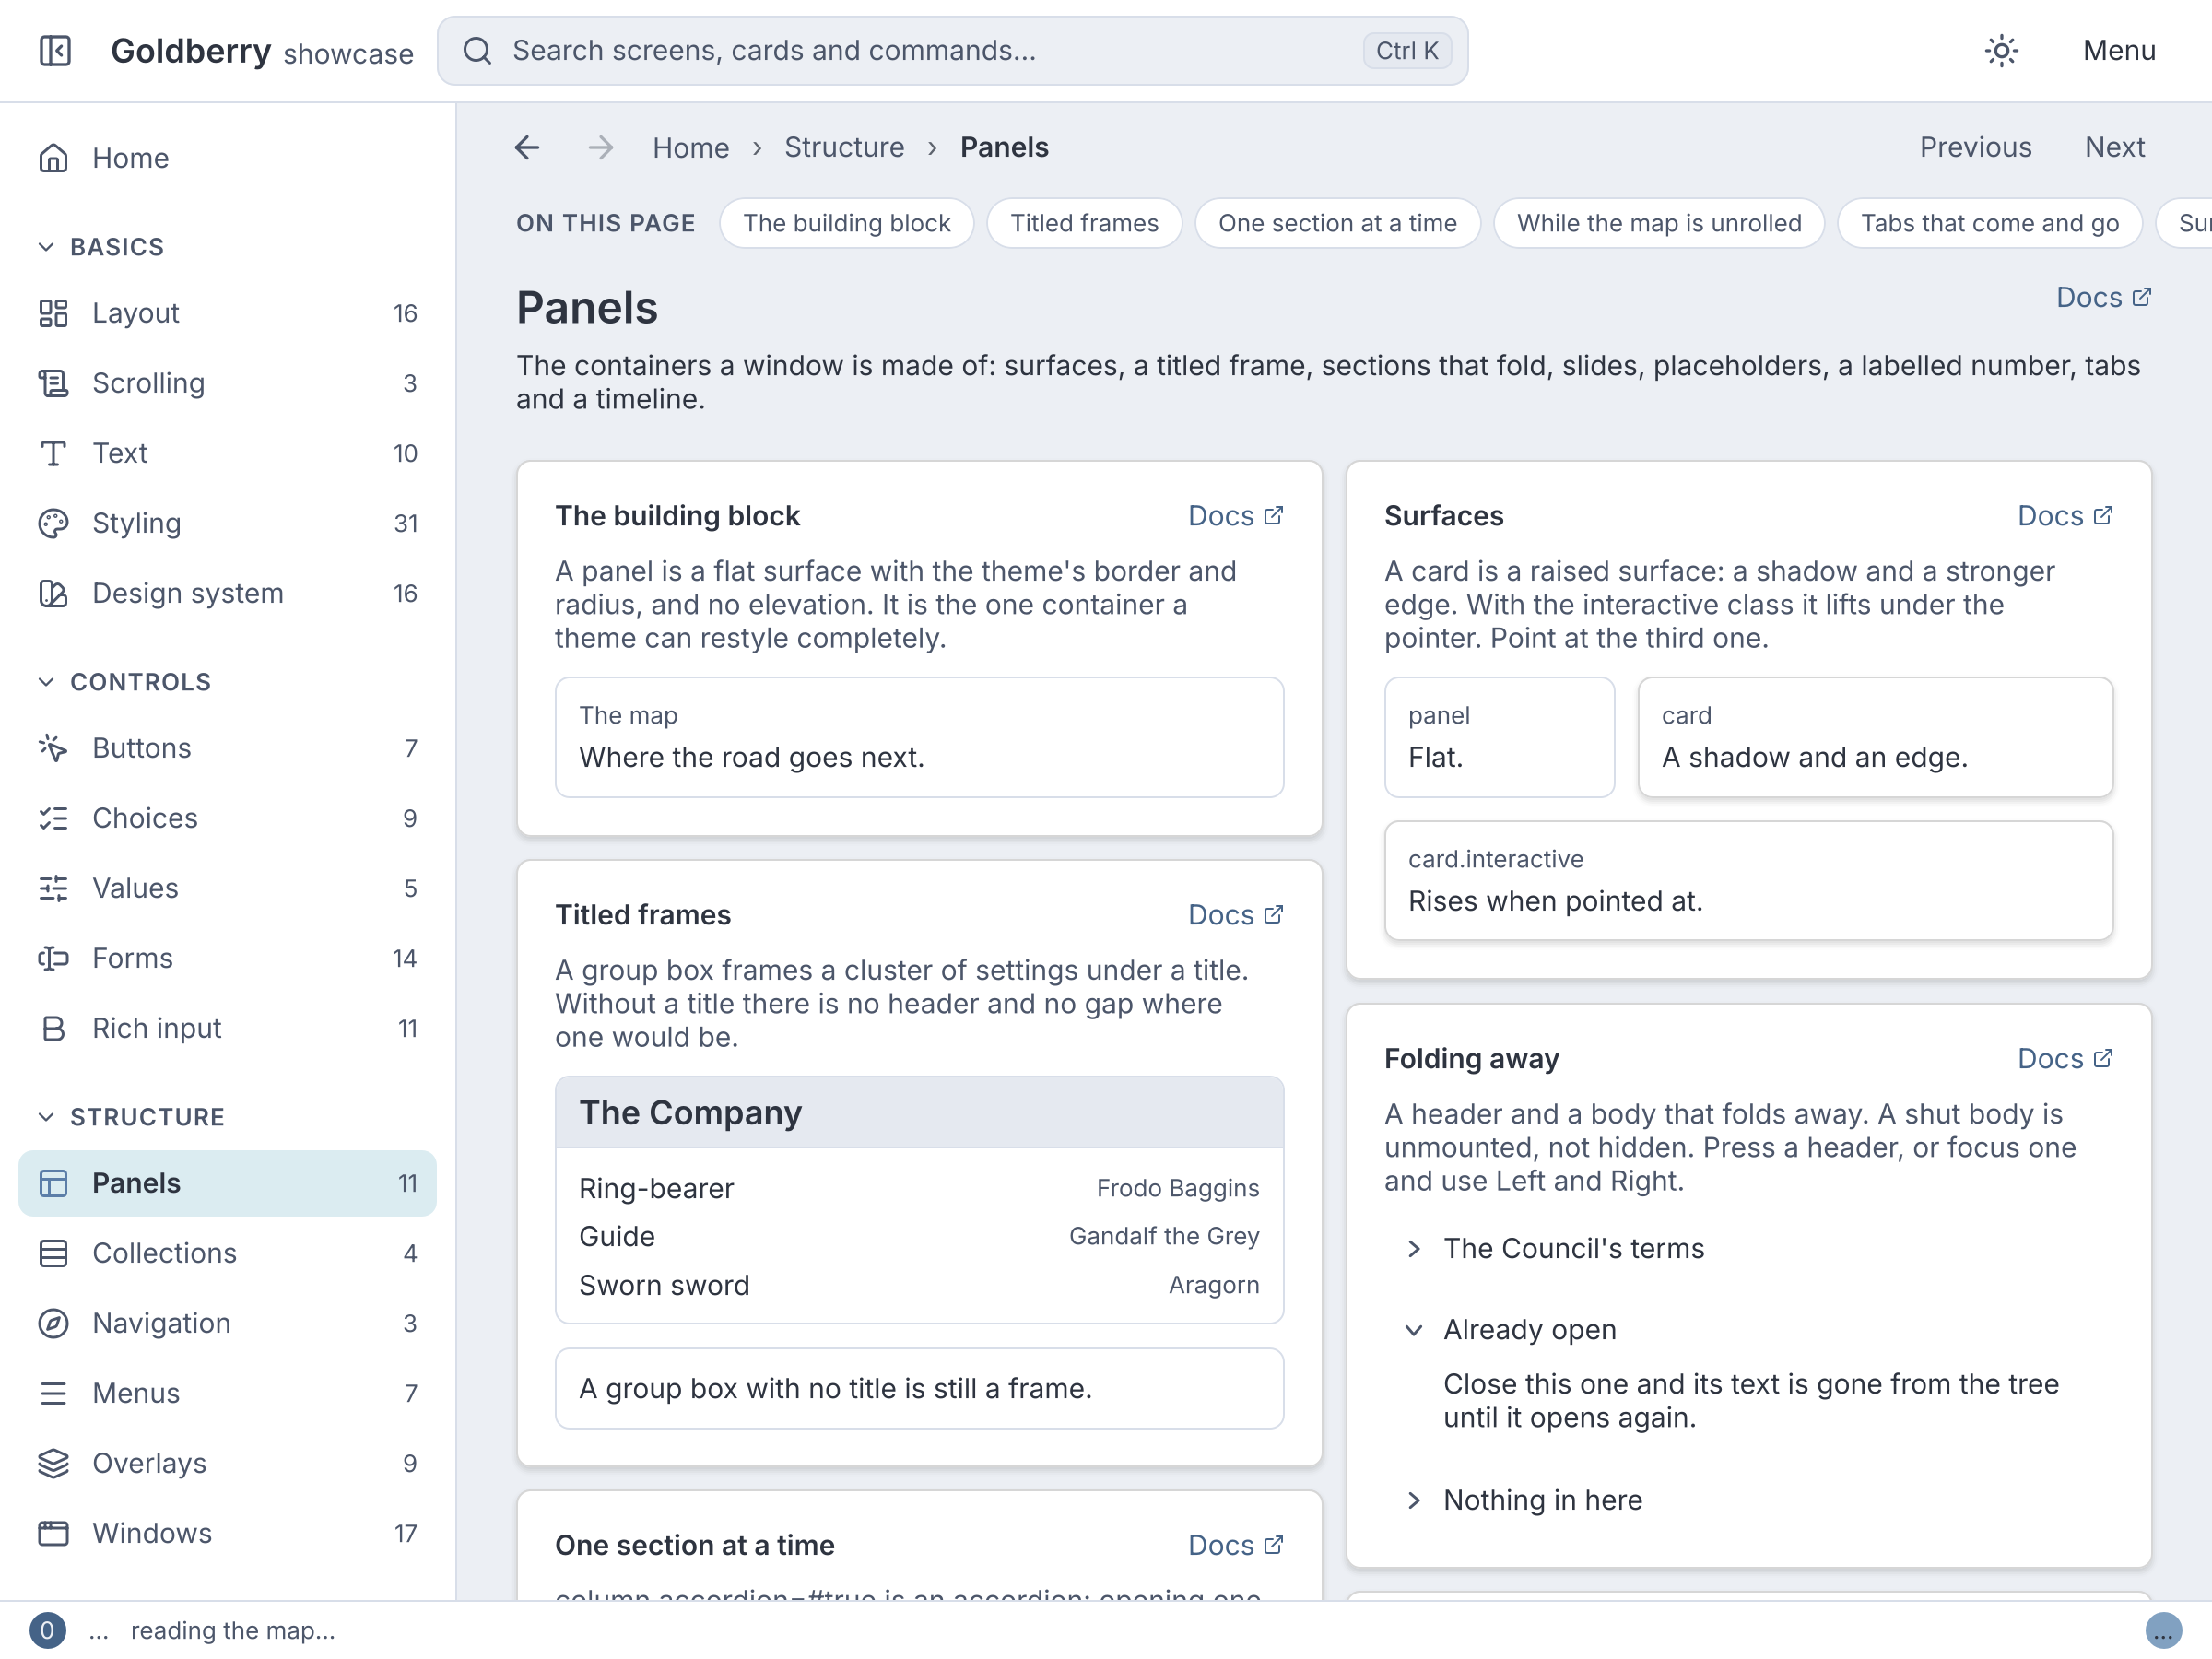 Goldberry showcase
Search screens, cards and commands...
Ctrl K
Menu
Home
BASICS
Layout 16
Scrolling 3
Text 10
Styling 31
Design system 16
CONTROLS
Buttons 7
Choices 9
Values 5
Forms 14
Rich input 11
STRUCTURE
Panels 11
Collections 4
Navigation 3
Menus 7
Overlays 9
Windows 17
Home › Structure › Panels
Previous Next
ON THIS PAGE
The building block
Titled frames
One section at a time
While the map is unrolled
Tabs that come and go
Panels
Docs
The containers a window is made of: surfaces, a titled frame, sections that fold, slides, placeholders, a labelled number, tabs
and a timeline.
The building block
Docs
A panel is a flat surface with the theme's border and
radius, and no elevation. It is the one container a
theme can restyle completely.
The map
Where the road goes next.
Titled frames
Docs
A group box frames a cluster of settings under a title.
Without a title there is no header and no gap where
one would be.
The Company
Ring-bearer Frodo Baggins
Guide Gandalf the Grey
Sworn sword Aragorn
A group box with no title is still a frame.
One section at a time
Docs
column accordion=#true is an accordion: opening one
Surfaces
Docs
A card is a raised surface: a shadow and a stronger
edge. With the interactive class it lifts under the
pointer. Point at the third one.
panel
Flat.
card
A shadow and an edge.
card.interactive
Rises when pointed at.
Folding away
Docs
A header and a body that folds away. A shut body is
unmounted, not hidden. Press a header, or focus one
and use Left and Right.
The Council's terms
Already open
Close this one and its text is gone from the tree
until it opens again.
Nothing in here
0 ... reading the map...
...